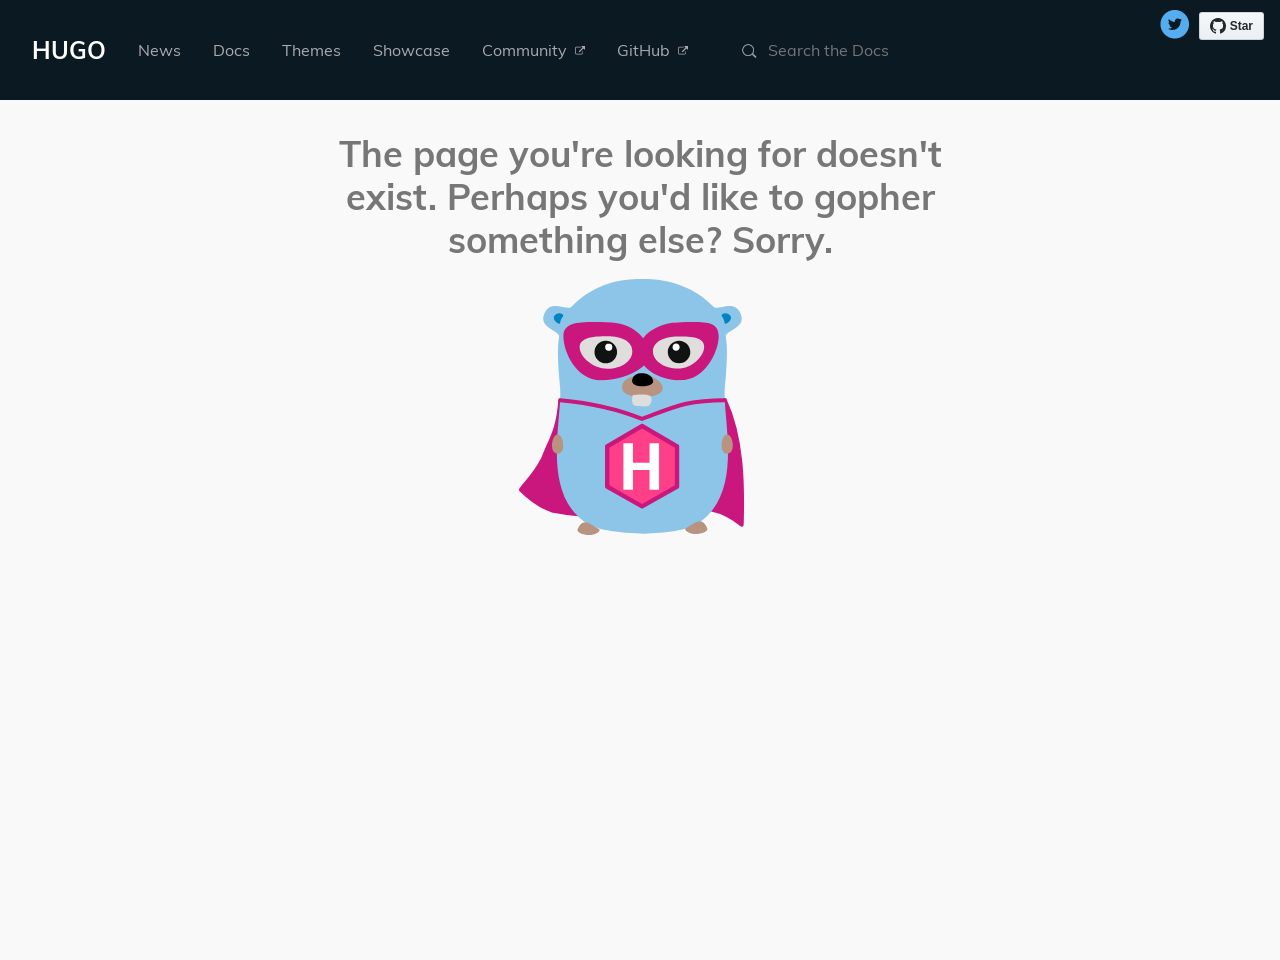 HUGO News Docs Themes Showcase Community GitHub Search the Docs Star
The page you're looking for doesn't
exist. Perhaps you'd like to gopher
something else? Sorry.
H